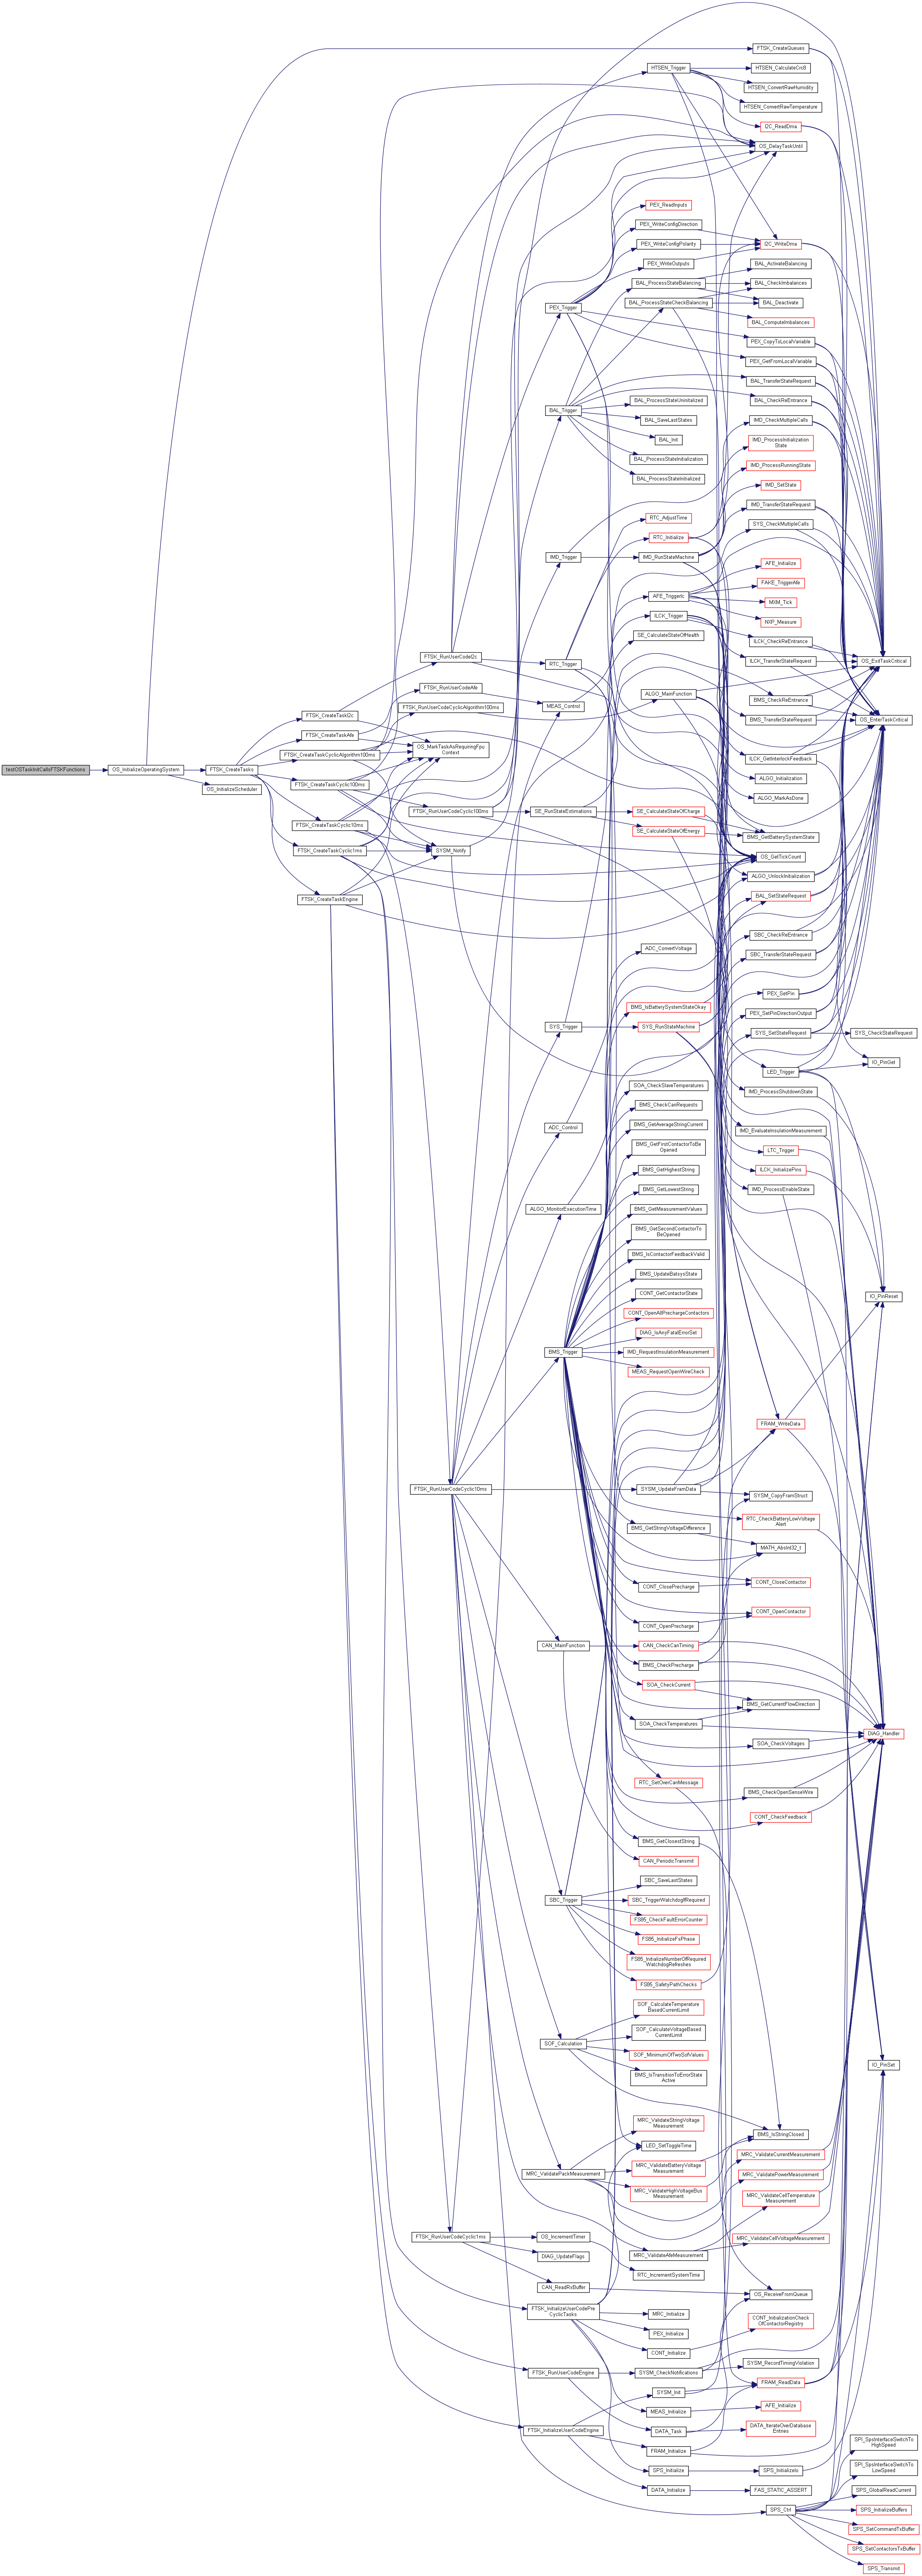 FTSK_CreateQueues
HTSEN_Trigger
HTSEN_CalculateCrc8
HTSEN_ConvertRawHumidity
HTSEN_ConvertRawTemperature
I2C_ReadDma
OS_DelayTaskUntil
PEX_ReadInputs
PEX_WriteConfigDirection
PEX_WriteConfigPolarity
I2C_WriteDma
PEX_WriteOutputs
BAL_ActivateBalancing
BAL_ProcessStateBalancing
BAL_CheckImbalances
PEX_Trigger
BAL_ProcessStateCheckBalancing
BAL_Deactivate
BAL_ComputeImbalances
PEX_CopyToLocalVariable
PEX_GetFromLocalVariable
BAL_TransferStateRequest
BAL_ProcessStateUninitialized
BAL_CheckReEntrance
BAL_Trigger
BAL_SaveLastStates
IMD_CheckMultipleCalls
BAL_Init
IMD_ProcessInitialization
State
BAL_ProcessStateInitialization
IMD_ProcessRunningState
BAL_ProcessStateInitialized
IMD_SetState
IMD_TransferStateRequest
RTC_AdjustTime
SYS_CheckMultipleCalls
RTC_Initialize
IMD_Trigger
IMD_RunStateMachine
AFE_Initialize
FAKE_TriggerAfe
AFE_TriggerIc
MXM_Tick
ILCK_Trigger
NXP_Measure
SE_CalculateStateOfHealth
ILCK_CheckReEntrance
FTSK_RunUserCodeI2c
RTC_Trigger
ILCK_TransferStateRequest
OS_ExitTaskCritical
FTSK_RunUserCodeAfe
MEAS_Control
ALGO_MainFunction
BMS_CheckReEntrance
FTSK_RunUserCodeCyclicAlgorithm100ms
FTSK_CreateTaskI2c
BMS_TransferStateRequest
OS_EnterTaskCritical
FTSK_CreateTaskAfe
OS_MarkTaskAsRequiringFpu
Context
FTSK_CreateTaskCyclicAlgorithm100ms
ILCK_GetInterlockFeedback
testOSTaskInitCallsFTSKFunctions
OS_InitializeOperatingSystem
FTSK_CreateTasks
ALGO_Initialization
OS_InitializeScheduler
FTSK_CreateTaskCyclic100ms
ALGO_MarkAsDone
FTSK_RunUserCodeCyclic100ms
SE_RunStateEstimations
SE_CalculateStateOfCharge
FTSK_CreateTaskCyclic10ms
SE_CalculateStateOfEnergy
BMS_GetBatterySystemState
FTSK_CreateTaskCyclic1ms
SYSM_Notify
OS_GetTickCount
ALGO_UnlockInitialization
FTSK_CreateTaskEngine
BAL_SetStateRequest
SBC_CheckReEntrance
ADC_ConvertVoltage
SBC_TransferStateRequest
PEX_SetPin
BMS_IsBatterySystemStateOkay
PEX_SetPinDirectionOutput
SYS_Trigger
SYS_RunStateMachine
SYS_SetStateRequest
SYS_CheckStateRequest
IO_PinGet
LED_Trigger
SOA_CheckSlaveTemperatures
IMD_ProcessShutdownState
BMS_CheckCanRequests
ADC_Control
BMS_GetAverageStringCurrent
IMD_EvaluateInsulationMeasurement
BMS_GetFirstContactorToBe
Opened
LTC_Trigger
BMS_GetHighestString
ILCK_InitializePins
BMS_GetLowestString
IMD_ProcessEnableState
ALGO_MonitorExecutionTime
BMS_GetMeasurementValues
BMS_GetSecondContactorTo
BeOpened
BMS_IsContactorFeedbackValid
BMS_UpdateBatsysState
CONT_GetContactorState
IO_PinReset
CONT_OpenAllPrechargeContactors
DIAG_IsAnyFatalErrorSet
BMS_Trigger
IMD_RequestInsulationMeasurement
MEAS_RequestOpenWireCheck
FRAM_WriteData
FTSK_RunUserCodeCyclic10ms
SYSM_UpdateFramData
SYSM_CopyFramStruct
RTC_CheckBatteryLowVoltage
Alert
BMS_GetStringVoltageDifference
MATH_AbsInt32_t
CONT_ClosePrecharge
CONT_CloseContactor
CONT_OpenPrecharge
CONT_OpenContactor
CAN_MainFunction
CAN_CheckCanTiming
BMS_CheckPrecharge
SOA_CheckCurrent
BMS_GetCurrentFlowDirection
SOA_CheckTemperatures
DIAG_Handler
SOA_CheckVoltages
RTC_SetOverCanMessage
BMS_CheckOpenSenseWire
CONT_CheckFeedback
BMS_GetClosestString
CAN_PeriodicTransmit
SBC_SaveLastStates
SBC_Trigger
SBC_TriggerWatchdogIfRequired
FS85_CheckFaultErrorCounter
FS85_InitializeFsPhase
FS85_InitializeNumberOfRequired
WatchdogRefreshes
FS85_SafetyPathChecks
SOF_CalculateTemperature
BasedCurrentLimit
SOF_CalculateVoltageBased
CurrentLimit
SOF_Calculation
SOF_MinimumOfTwoSofValues
IO_PinSet
BMS_IsTransitionToErrorState
Active
MRC_ValidateStringVoltage
Measurement
BMS_IsStringClosed
LED_SetToggleTime
MRC_ValidateCurrentMeasurement
MRC_ValidatePackMeasurement
MRC_ValidateBatteryVoltage
Measurement
MRC_ValidatePowerMeasurement
MRC_ValidateHighVoltageBus
Measurement
MRC_ValidateCellTemperature
Measurement
FTSK_RunUserCodeCyclic1ms
OS_IncrementTimer
MRC_ValidateCellVoltageMeasurement
DIAG_UpdateFlags
MRC_ValidateAfeMeasurement
RTC_IncrementSystemTime
CAN_ReadRxBuffer
OS_ReceiveFromQueue
FTSK_InitializeUserCodePre
CyclicTasks
MRC_Initialize
CONT_InitializationCheck
OfContactorRegistry
PEX_Initialize
CONT_Initialize
SYSM_RecordTimingViolation
FTSK_RunUserCodeEngine
SYSM_CheckNotifications
FRAM_ReadData
SYSM_Init
MEAS_Initialize
AFE_Initialize
FTSK_InitializeUserCodeEngine
DATA_Task
DATA_IterateOverDatabase
Entries
FRAM_Initialize
SPI_SpsInterfaceSwitchTo
HighSpeed
SPS_Initialize
SPS_InitializeIo
SPI_SpsInterfaceSwitchTo
LowSpeed
DATA_Initialize
FAS_STATIC_ASSERT
SPS_GlobalReadCurrent
SPS_Ctrl
SPS_InitializeBuffers
SPS_SetCommandTxBuffer
SPS_SetContactorsTxBuffer
SPS_Transmit